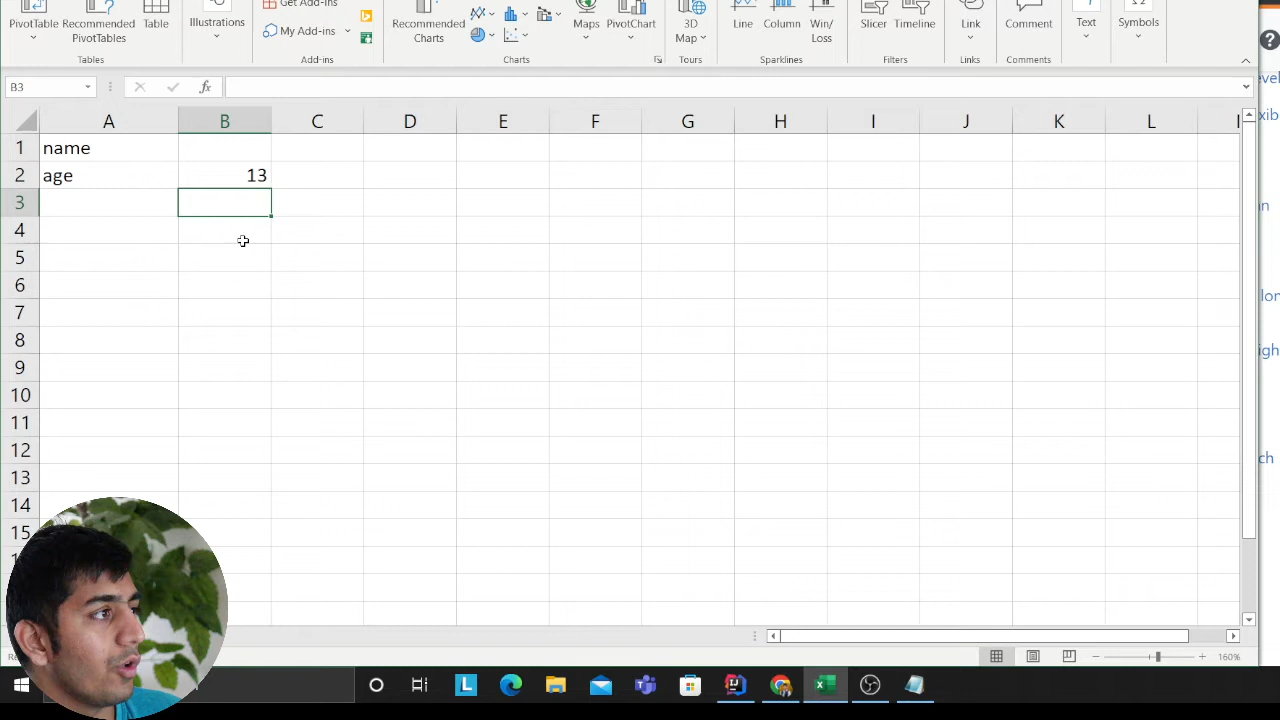 Get Add-ins
PivotTable Recommended Table Illustrations My Add-ins Recommended Maps PivotChart 3D Line Column Win/ Slicer Timeline Link Comment Text Symbols
PivotTables Charts Map Loss
Tables Add-ins Charts Tours Sparklines Filters Links Comments
B3 fx
A B C D E F G H I J K L
1 name
2 age 13
3
4
5
6
7
8
9
10
11
12
13
14
15
160%
L